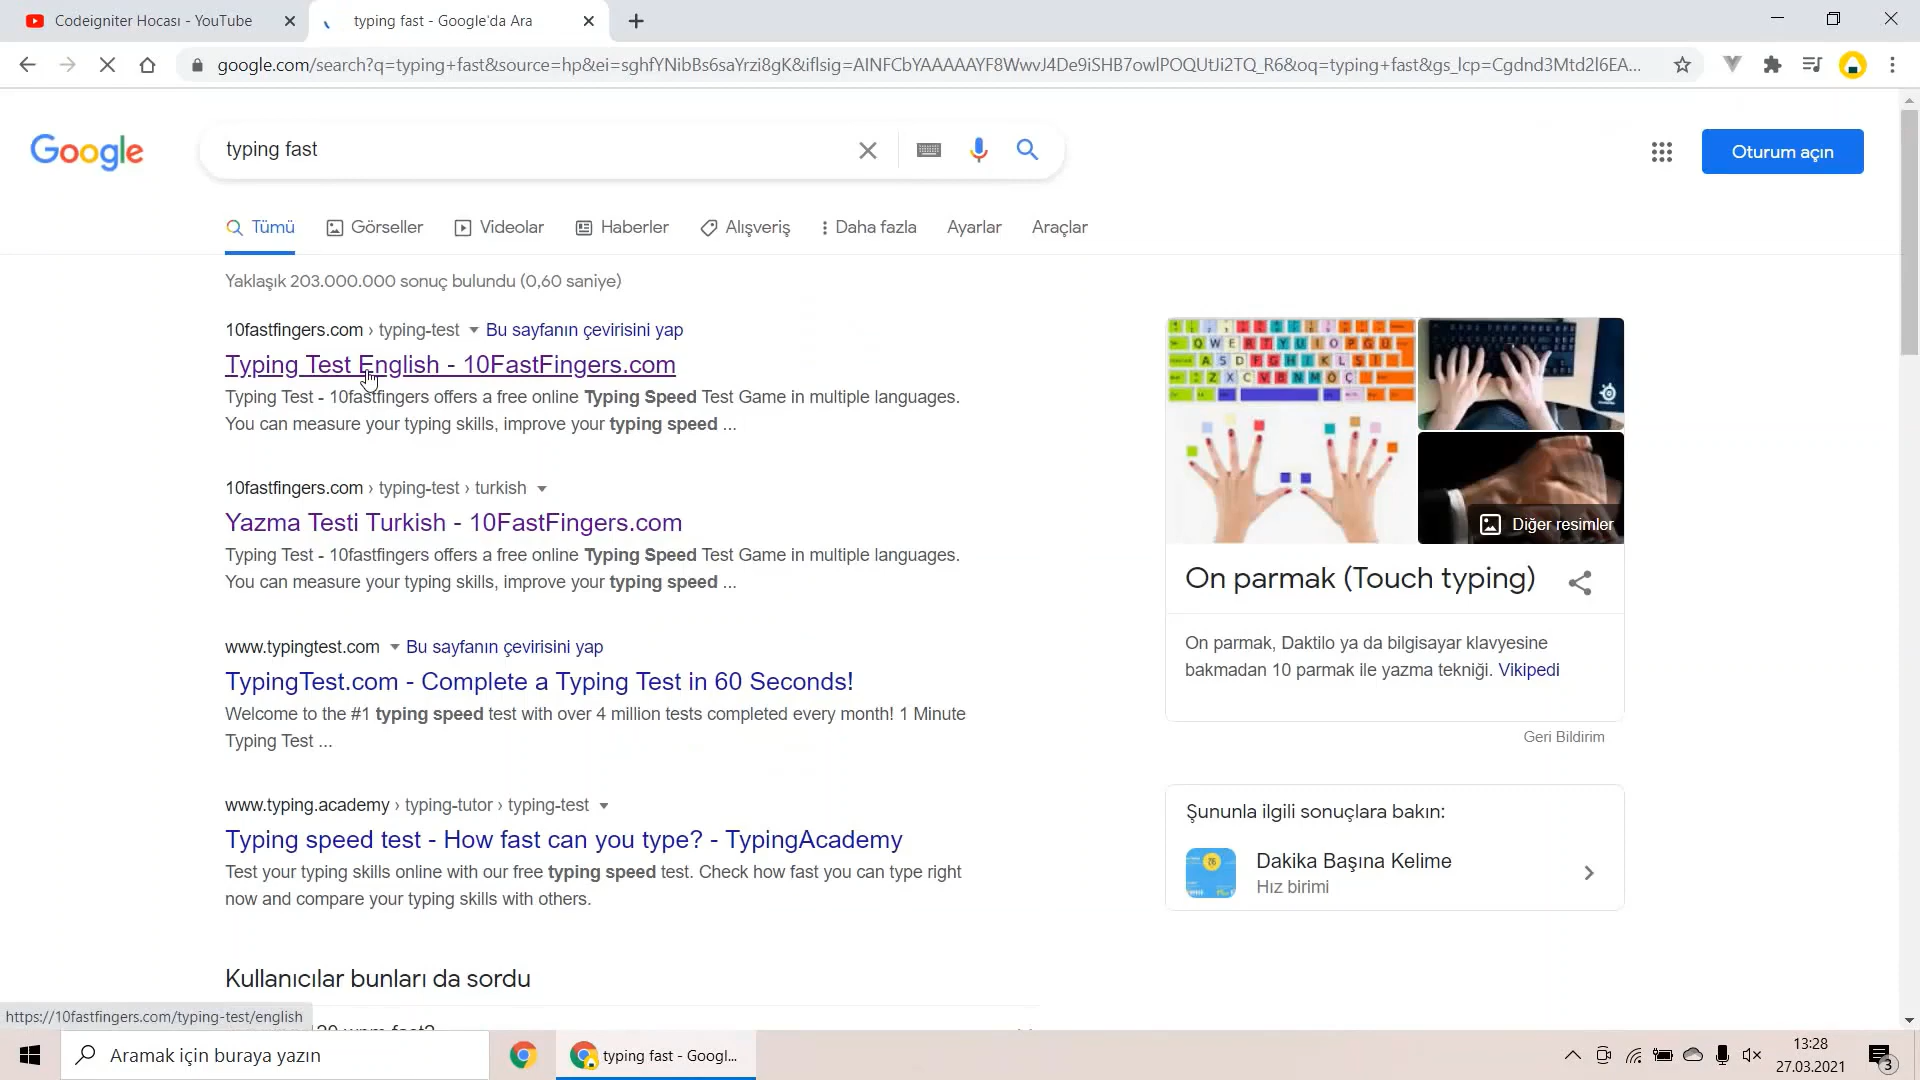 Codeigniter Hocası - YouTube
typing fast - Google'da Ara
google.com/search?q=typing+fast&source=hp&ei=sghfYNibBs6saYrzi8gK&iflsig=AINFCbYAAAAAYF8WwvJ4De9iSHB7owlPOQUtJi2TQ_R6&oq=typing+fast&gs_lcp=Cgdnd3Mtd2l6EA...
Google
typing fast
Oturum açın
Tümü
Görseller
Videolar
Haberler
Alışveriş
Daha fazla
Ayarlar
Araçlar
Yaklaşık 203.000.000 sonuç bulundu (0,60 saniye)
10fastfingers.com › typing-test Bu sayfanın çevirisini yap
Typing Test English - 10FastFingers.com
Typing Test - 10fastfingers offers a free online Typing Speed Test Game in multiple languages.
You can measure your typing skills, improve your typing speed ...
10fastfingers.com › typing-test › turkish
Yazma Testi Turkish - 10FastFingers.com
Typing Test - 10fastfingers offers a free online Typing Speed Test Game in multiple languages.
You can measure your typing skills, improve your typing speed ...
www.typingtest.com Bu sayfanın çevirisini yap
TypingTest.com - Complete a Typing Test in 60 Seconds!
Welcome to the #1 typing speed test with over 4 million tests completed every month! 1 Minute
Typing Test ...
www.typing.academy › typing-tutor › typing-test
Typing speed test - How fast can you type? - TypingAcademy
Test your typing skills online with our free typing speed test. Check how fast you can type right
now and compare your typing skills with others.
Kullanıcılar bunları da sordu
Diğer resimler
On parmak (Touch typing)
On parmak, Daktilo ya da bilgisayar klavyesine
bakmadan 10 parmak ile yazma tekniği. Vikipedi
Geri Bildirim
Şununla ilgili sonuçlara bakın:
Dakika Başına Kelime
Hız birimi
https://10fastfingers.com/typing-test/english
Aramak için buraya yazın
typing fast - Googl...
13:28
27.03.2021
3